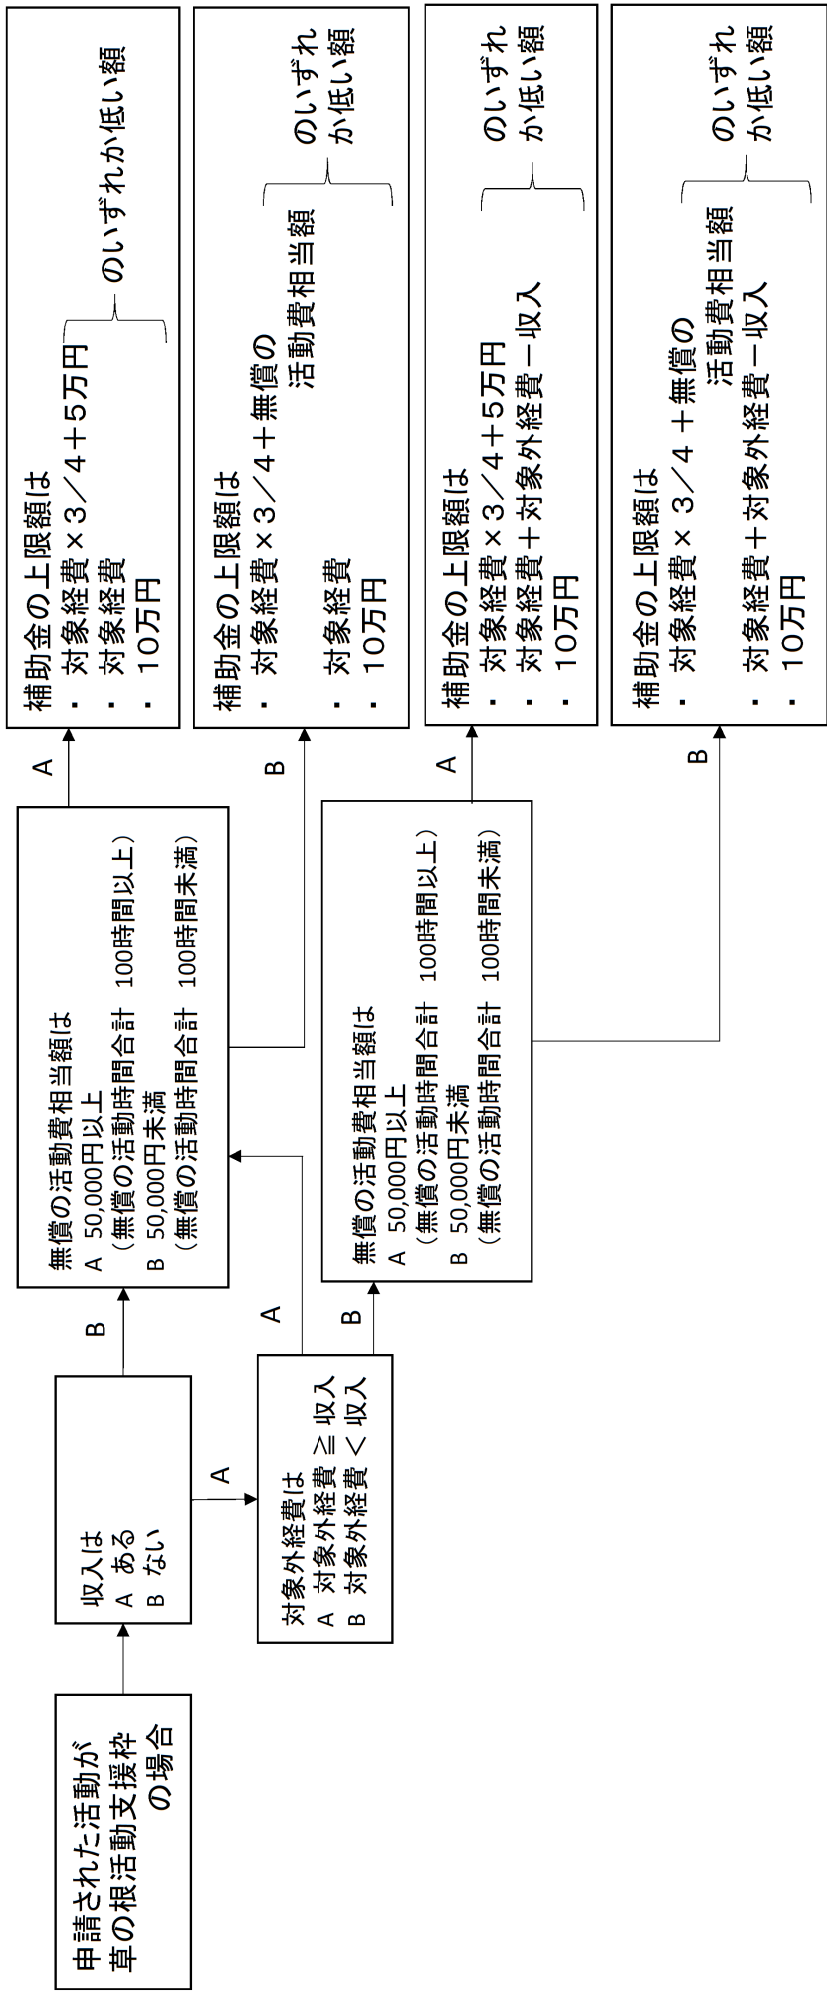 申請された活動が
草の根活動支援枠
の場合
収入は
A ある
B ない
B
A
対象外経費は
A 対象外経費 ≧ 収入
B 対象外経費 < 収入
A
B
無償の活動費相当額は
A 50,000円以上
(無償の活動時間合計 100時間以上)
B 50,000円未満
(無償の活動時間合計 100時間未満)
A
B
無償の活動費相当額は
A 50,000円以上
(無償の活動時間合計 100時間以上)
B 50,000円未満
(無償の活動時間合計 100時間未満)
A
B
補助金の上限額は
・ 対象経費×3/4+5万円
・ 対象経費
・ 10万円
のいずれか低い額
補助金の上限額は
・ 対象経費×3/4+無償の
活動費相当額
・ 対象経費
・ 10万円
のいずれ
か低い額
補助金の上限額は
・ 対象経費×3/4+5万円
・ 対象経費+対象外経費-収入
・ 10万円
のいずれ
か低い額
補助金の上限額は
・ 対象経費×3/4 +無償の
活動費相当額
・ 対象経費+対象外経費-収入
・ 10万円
のいずれ
か低い額